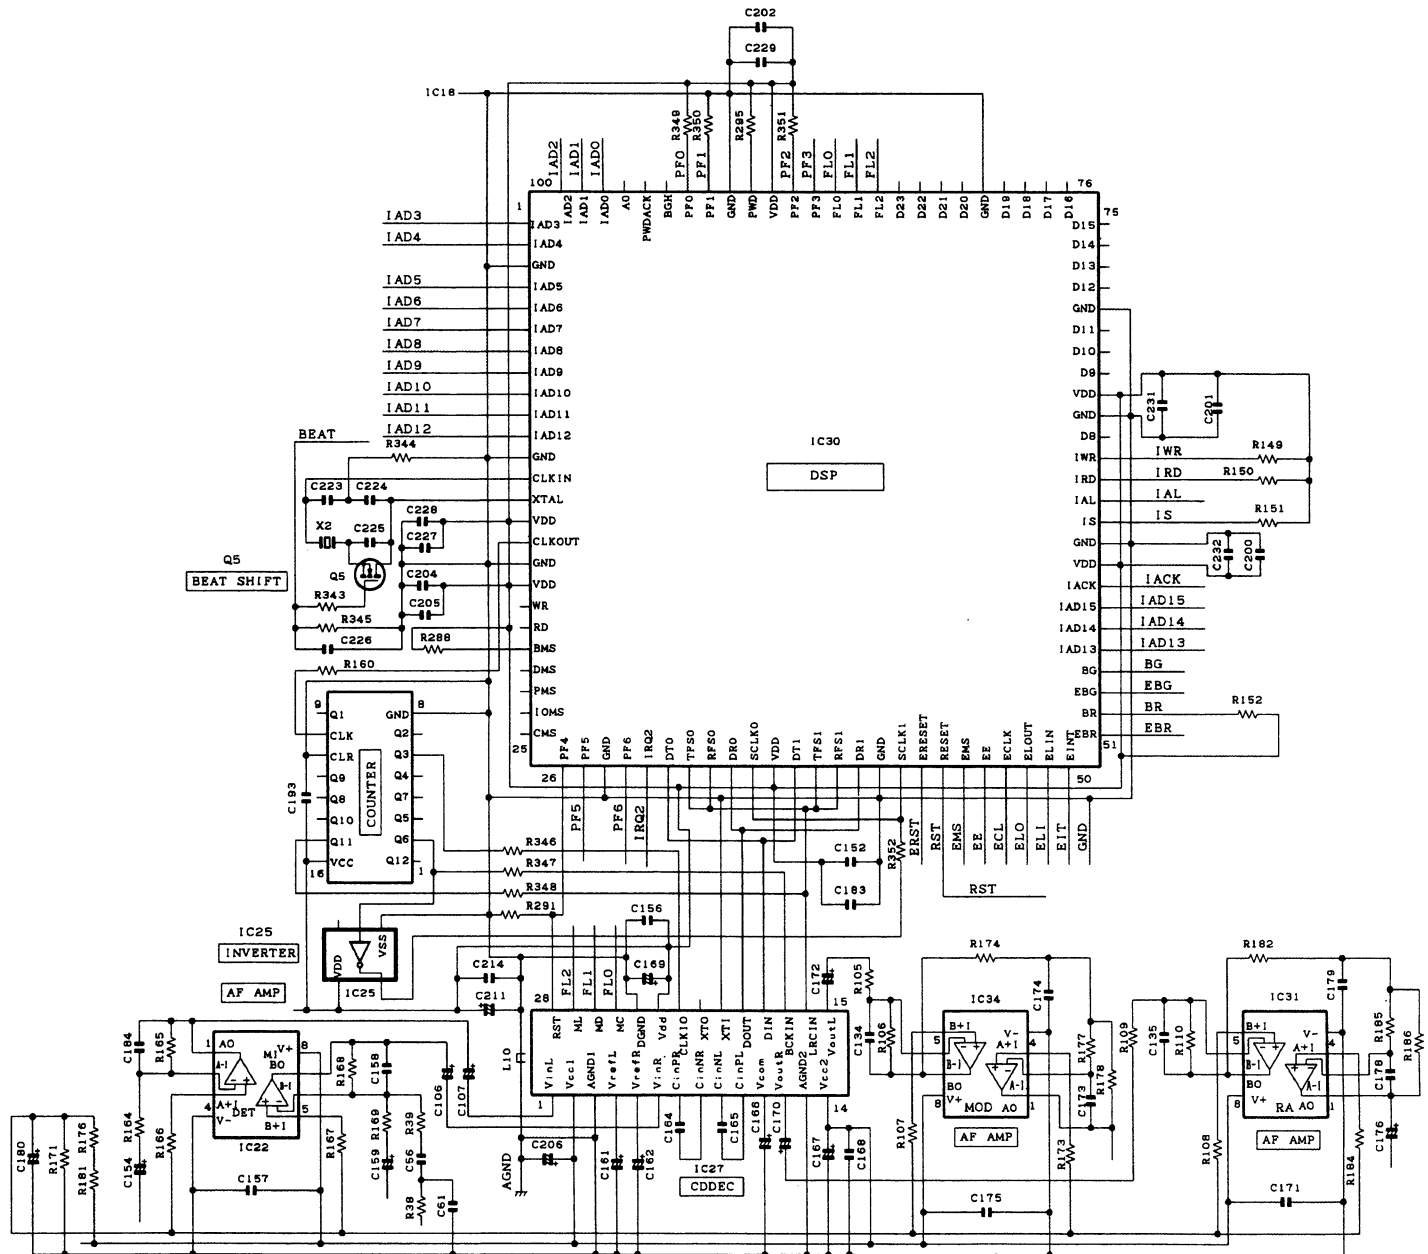 C202
C229
IC18
R349
R350
R295
R351
IAD2
IAD1
IAD0
PF0
PF1
PF2
PF3
FL0
FL1
FL2
100
76
IAD2
IAD1
IAD0
A0
PWDACK
BGH
PF0
PF1
GND
PWD
VDD
PF2
PF3
FL0
FL1
FL2
D23
D22
D21
D20
GND
D19
D18
D17
D16
1
75
IAD3
IAD4
IAD5
IAD6
IAD7
IAD8
IAD9
IAD10
IAD11
IAD12
IAD3
IAD4
GND
IAD5
IAD6
IAD7
IAD8
IAD9
IAD10
IAD11
IAD12
GND
CLKIN
XTAL
VDD
CLKOUT
GND
VDD
WR
RD
BMS
DMS
PMS
IOMS
CMS
25
IC30
DSP
D15
D14
D13
D12
GND
D11
D10
D9
VDD
GND
D8
IWR
IRD
IAL
IS
GND
VDD
IACK
IAD15
IAD14
IAD13
BG
EBG
BR
EBR
51
C231
C201
IWR
R149
IRD
R150
IAL
IS
R151
C232
C200
IACK
IAD15
IAD14
IAD13
BG
EBG
BR
R152
EBR
BEAT
R344
C223
C224
X2
C225
C228
C227
Q5
BEAT SHIFT
Q5
C204
R343
C205
R345
C226
R288
R160
9
8
Q1
CLK
CLR
Q9
Q8
Q10
Q11
VCC
GND
Q2
Q3
Q4
Q7
Q5
Q6
Q12
COUNTER
16
1
C193
26
50
PF4
PF5
GND
PF6
IRQ2
DT0
TFS0
RFS0
DR0
SCLK0
VDD
DT1
TFS1
RFS1
DR1
GND
SCLK1
ERESET
RESET
EMS
EE
ECLK
ELOUT
ELIN
EINT
PF5
PF6
IRQ2
ERST
RST
EMS
EE
ECL
ELO
ELI
EIT
GND
R346
R347
R348
R291
C152
C183
R352
RST
IC25
INVERTER
VSS
VDD
IC25
AF AMP
C156
C169
C214
C211
FL2
FL1
FL0
C172
R105
28
15
RST
ML
MD
MC
DGND
Vdd
CLKIO
XTO
XTI
DOUT
DIN
BCKIN
LRCIN
VoutL
VinL
Vcc1
AGND1
VrefL
VrefR
VinR
CinPR
CinNR
CinNL
CinPL
Vcom
VoutR
AGND2
Vcc2
L10
1
14
AGND
C206
C161
C162
C164
C165
IC27
CDDEC
C166
C170
C167
C168
C184
R165
1
AO
A-I
A+I
DET
4
V-
M1
V+
8
BO
B-I
B+I
5
IC22
R168
C158
C106
C107
R164
R166
C154
R167
R169
C159
R39
C56
R38
C61
C157
C180
R171
R176
R181
R174
C134
R106
IC34
B+I
5
BO
8
V+
V-
A+I
4
A-I
MOD
AO
1
AF AMP
C174
R177
R178
C173
R107
R173
C175
R109
R182
C135
R110
IC31
B+I
5
BO
8
V+
V-
A+I
4
A-I
RA
AO
1
AF AMP
C179
R185
R186
C178
C176
R108
R184
C171